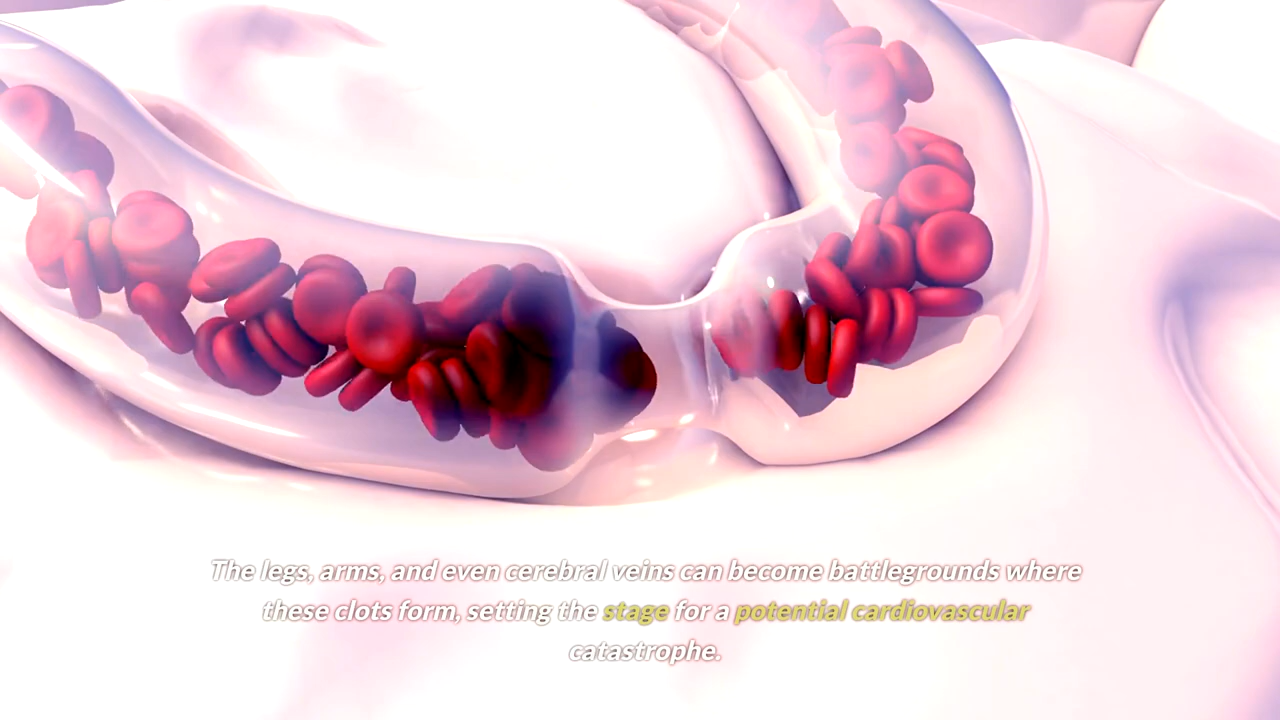 The legs, arms, and even cerebral veins can become battlegrounds where
these clots form, setting the stage for a potential cardiovascular
catastrophe.